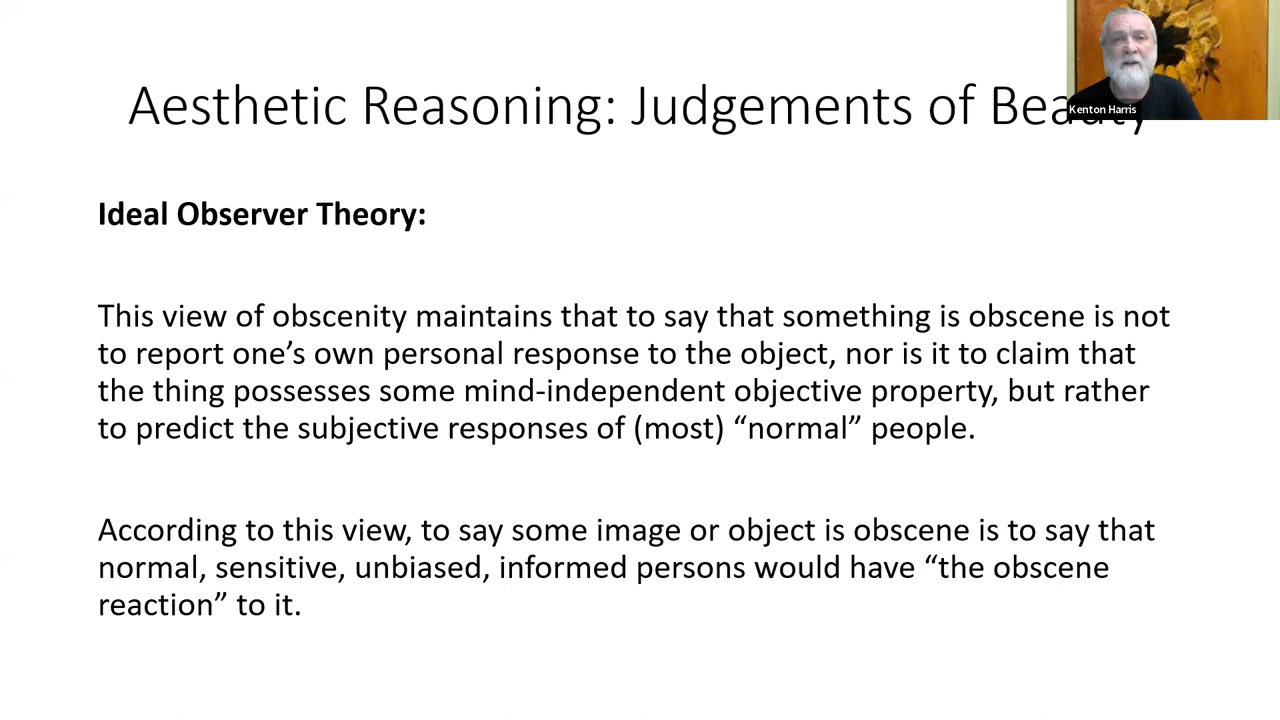 Aesthetic Reasoning: Judgements of Beauty
Kenton Harris
Ideal Observer Theory:
This view of obscenity maintains that to say that something is obscene is not
to report one’s own personal response to the object, nor is it to claim that
the thing possesses some mind-independent objective property, but rather
to predict the subjective responses of (most) “normal” people.
According to this view, to say some image or object is obscene is to say that
normal, sensitive, unbiased, informed persons would have “the obscene
reaction” to it.